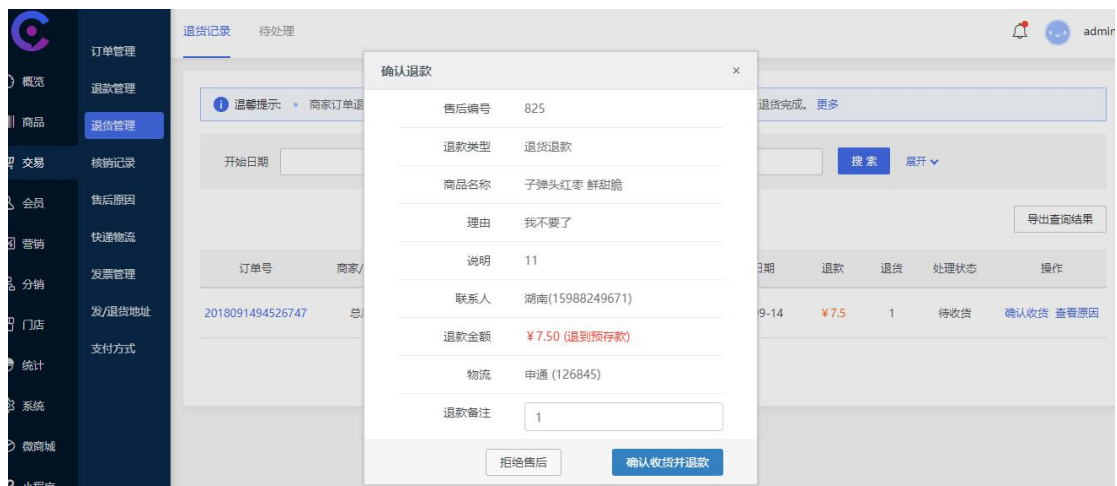 退货记录 待处理
admin
订单管理
概览
退款管理
商品
退货管理
交易
核销记录
会员
售后原因
营销
快递物流
分销
发票管理
门店
发/退货地址
统计
支付方式
系统
微商城
小程序
温馨提示: 商家订单退
退货完成。 更多
开始日期
搜索 展开
导出查询结果
订单号 商家/
日期 退款 退货 处理状态 操作
2018091494526747 总
09-14 ¥7.5 1 待收货 确认收货 查看原因
确认退款 ×
售后编号 825
退款类型 退货退款
商品名称 子弹头红枣 鲜甜脆
理由 我不要了
说明 11
联系人 湖南(15988249671)
退款金额 ¥7.50 (退到预存款)
物流 申通 (126845)
退款备注 1
拒绝售后 确认收货并退款